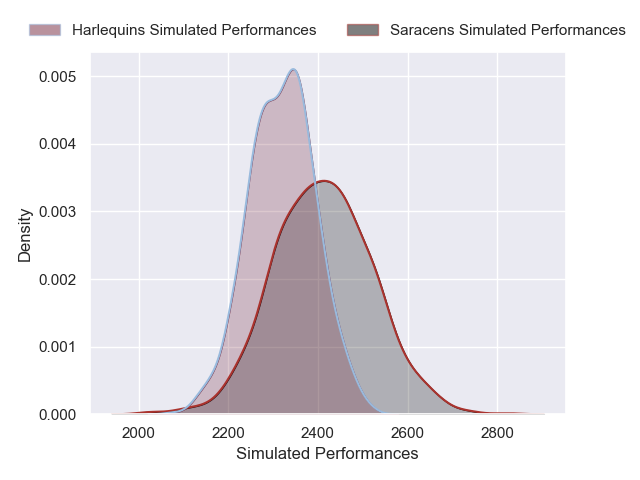 Harlequins Simulated Performances Saracens Simulated Performances
0.005
0.004
0.003
0.002
0.001
0.000
Density
2000 2200 2400 2600 2800
Simulated Performances